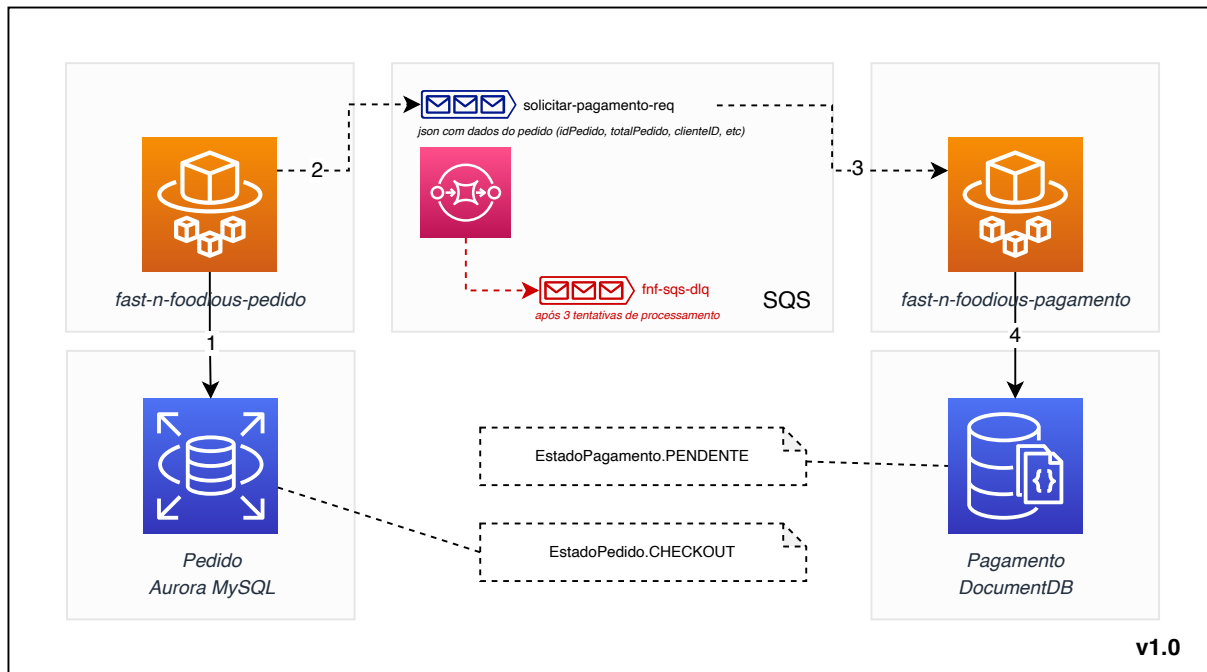 solicitar-pagamento-req
json com dados do pedido (idPedido, totalPedido, clienteID, etc)
2
3
fnf-sqs-dlq
após 3 tentativas de processamento
SQS
fast-n-foodious-pedido
fast-n-foodious-pagamento
1
4
EstadoPagamento.PENDENTE
EstadoPedido.CHECKOUT
Pedido
Aurora MySQL
{}
Pagamento
DocumentDB
v1.0